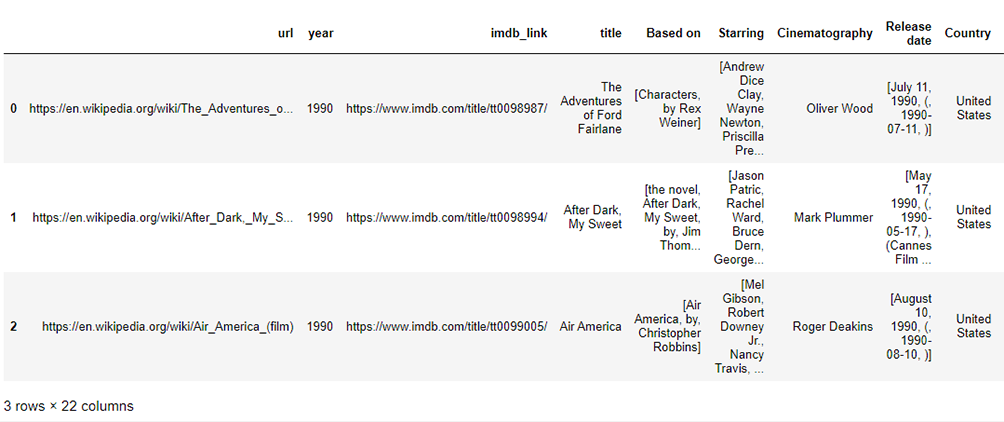 url year imdb_link title Based on Starring Cinematography Release date Country
0 https://en.wikipedia.org/wiki/The_Adventures_o... 1990 https://www.imdb.com/title/tt0098987/ The Adventures of Ford Fairlane [Characters, by Rex Weiner] [Andrew Dice Clay, Wayne Newton, Priscilla Pre... Oliver Wood [July 11, 1990, (, 1990-07-11, )] United States
1 https://en.wikipedia.org/wiki/After_Dark,_My_S... 1990 https://www.imdb.com/title/tt0098994/ After Dark, My Sweet [the novel, After Dark, My Sweet, by, Jim Thom... [Jason Patric, Rachel Ward, Bruce Dern, George... Mark Plummer [May 17, 1990, (, 1990-05-17, ), (Cannes Film ... United States
2 https://en.wikipedia.org/wiki/Air_America_(film) 1990 https://www.imdb.com/title/tt0099005/ Air America [Air America, by, Christopher Robbins] [Mel Gibson, Robert Downey Jr., Nancy Travis, ... Roger Deakins [August 10, 1990, (, 1990-08-10, )] United States
3 rows × 22 columns